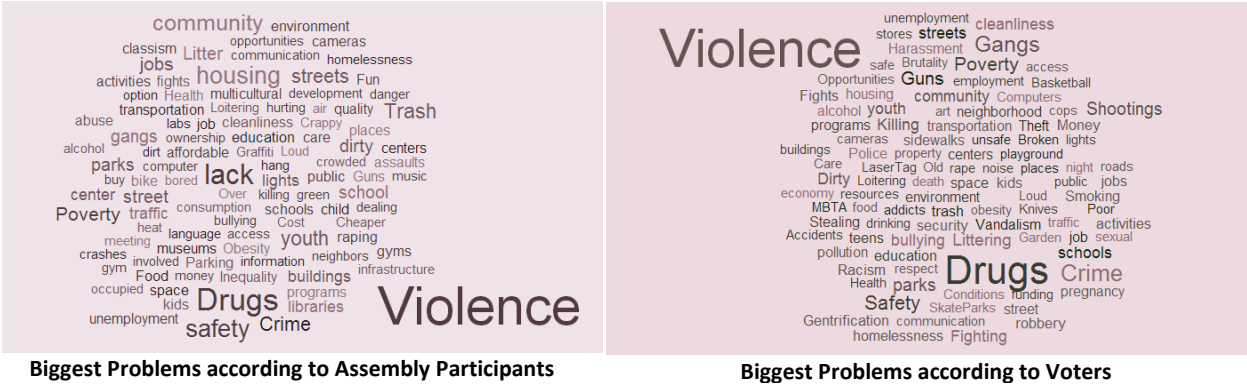 community environment
opportunities cameras
classism Litter communication homelessness
jobs housing streets Fun
activities fights
option Health multicultural development danger
transportation Loitering hurting air quality Trash
abuse labs job cleanliness Crappy places
gangs ownership education care dirty centers
alcohol dirt affordable Graffiti Loud crowded assaults
parks computer lack hang lights public Guns music
buy bike bored
center street Over killing green school
Poverty traffic consumption schools child dealing
heat bullying Cost Cheaper
meeting language access youth raping
crashes museums Obesity neighbors gyms
gym involved Parking information infrastructure
Food money Inequality buildings
occupied space Drugs programs
kids libraries Violence
unemployment safety Crime
Biggest Problems according to Assembly Participants
unemployment cleanliness
Violence stores streets Gangs
Harassment
safe Brutality Poverty access
Opportunities Guns employment Basketball
Fights housing community Computers
alcohol youth art neighborhood cops Shootings
programs Killing transportation Theft Money
cameras sidewalks unsafe Broken lights
buildings Police property centers playground
Care LaserTag Old rape noise places night roads
Dirty Loitering death space kids public jobs
economy resources environment Loud Smoking
MBTA food addicts trash obesity Knives Poor
Stealing drinking security Vandalism traffic activities
Accidents teens bullying Littering Garden job sexual
pollution education schools
Racism respect Drugs Crime
Health parks
Conditions funding pregnancy
Safety SkateParks street
Gentrification communication robbery
homelessness Fighting
Biggest Problems according to Voters